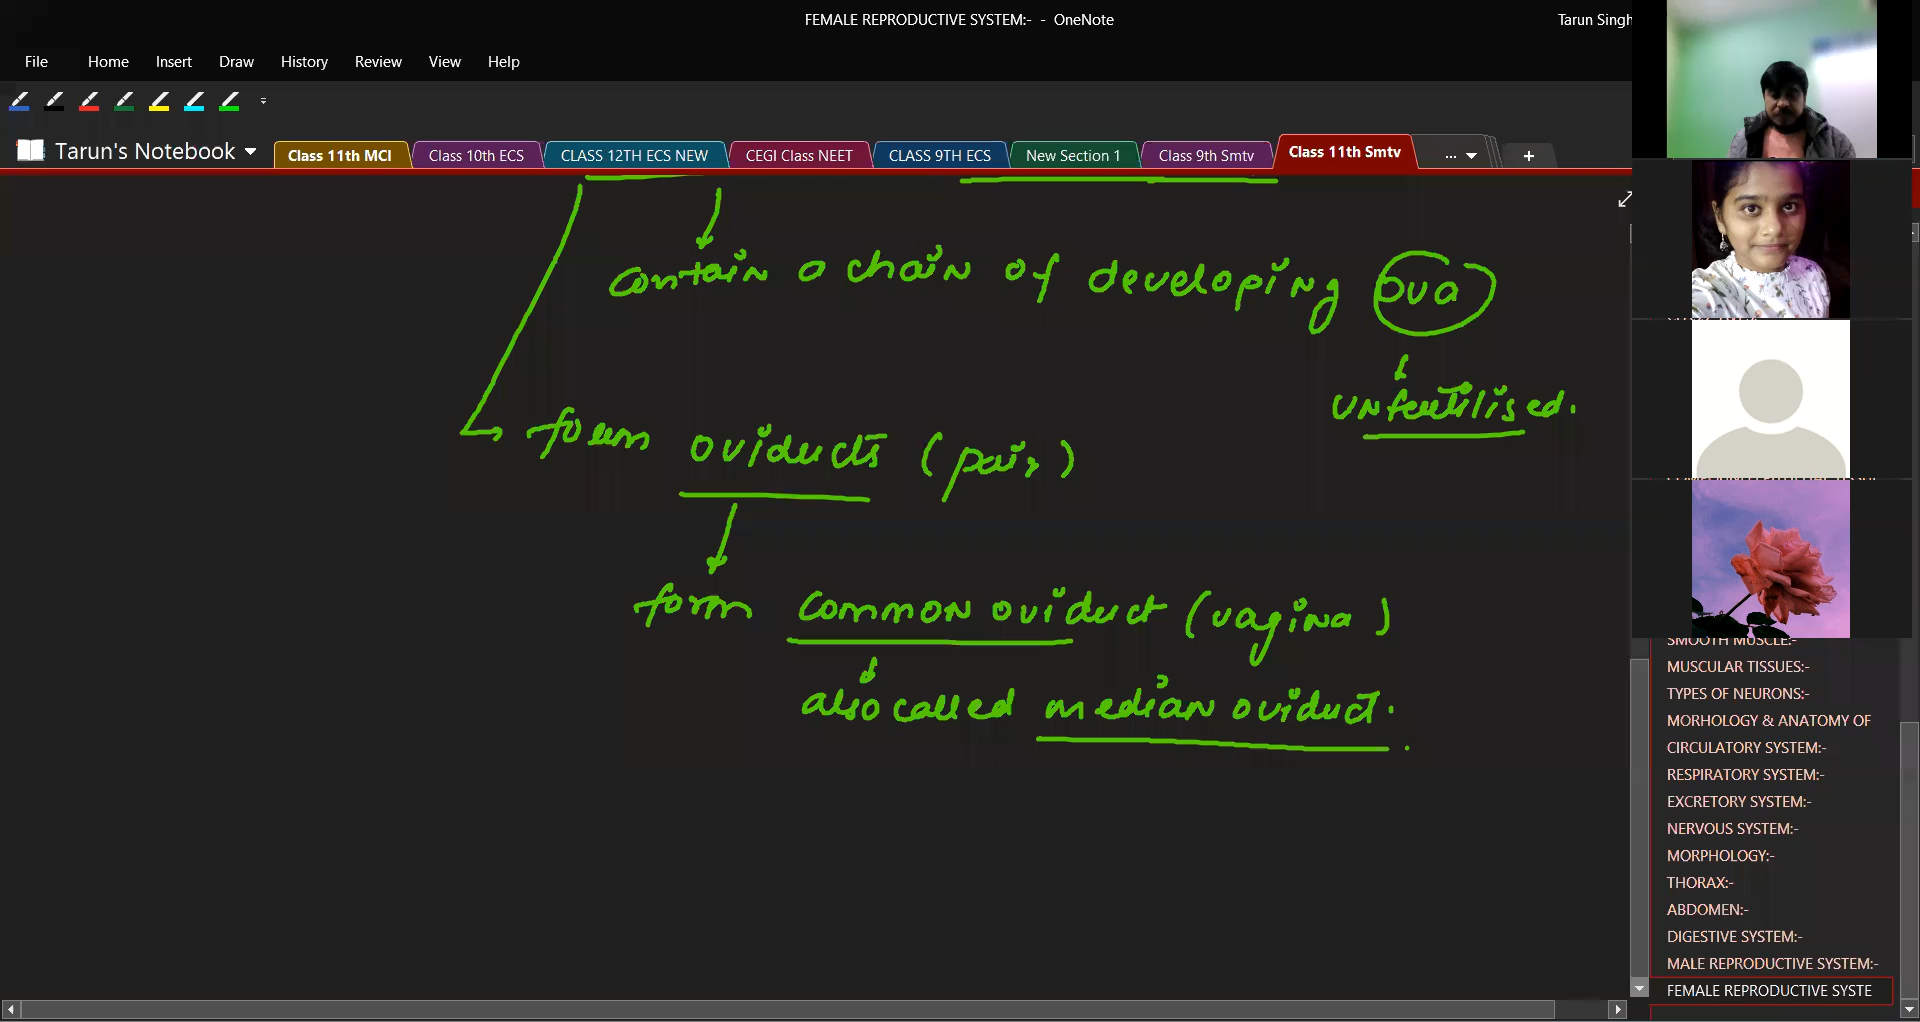 FEMALE REPRODUCTIVE SYSTEM:- - OneNote
Tarun Singh
File Home Insert Draw History Review View Help
Tarun's Notebook
Class 11th MCI
Class 10th ECS
CLASS 12TH ECS NEW
CEGI Class NEET
CLASS 9TH ECS
New Section 1
Class 9th Smtv
Class 11th Smtv
...
contain a chain of developing ova
unfertilised.
form oviducts (pair)
form common oviduct (vagina)
also called median oviduct.
SMOOTH MUSCLE:-
MUSCULAR TISSUES:-
TYPES OF NEURONS:-
MORHOLOGY & ANATOMY OF
CIRCULATORY SYSTEM:-
RESPIRATORY SYSTEM:-
EXCRETORY SYSTEM:-
NERVOUS SYSTEM:-
MORPHOLOGY:-
THORAX:-
ABDOMEN:-
DIGESTIVE SYSTEM:-
MALE REPRODUCTIVE SYSTEM:-
FEMALE REPRODUCTIVE SYSTE